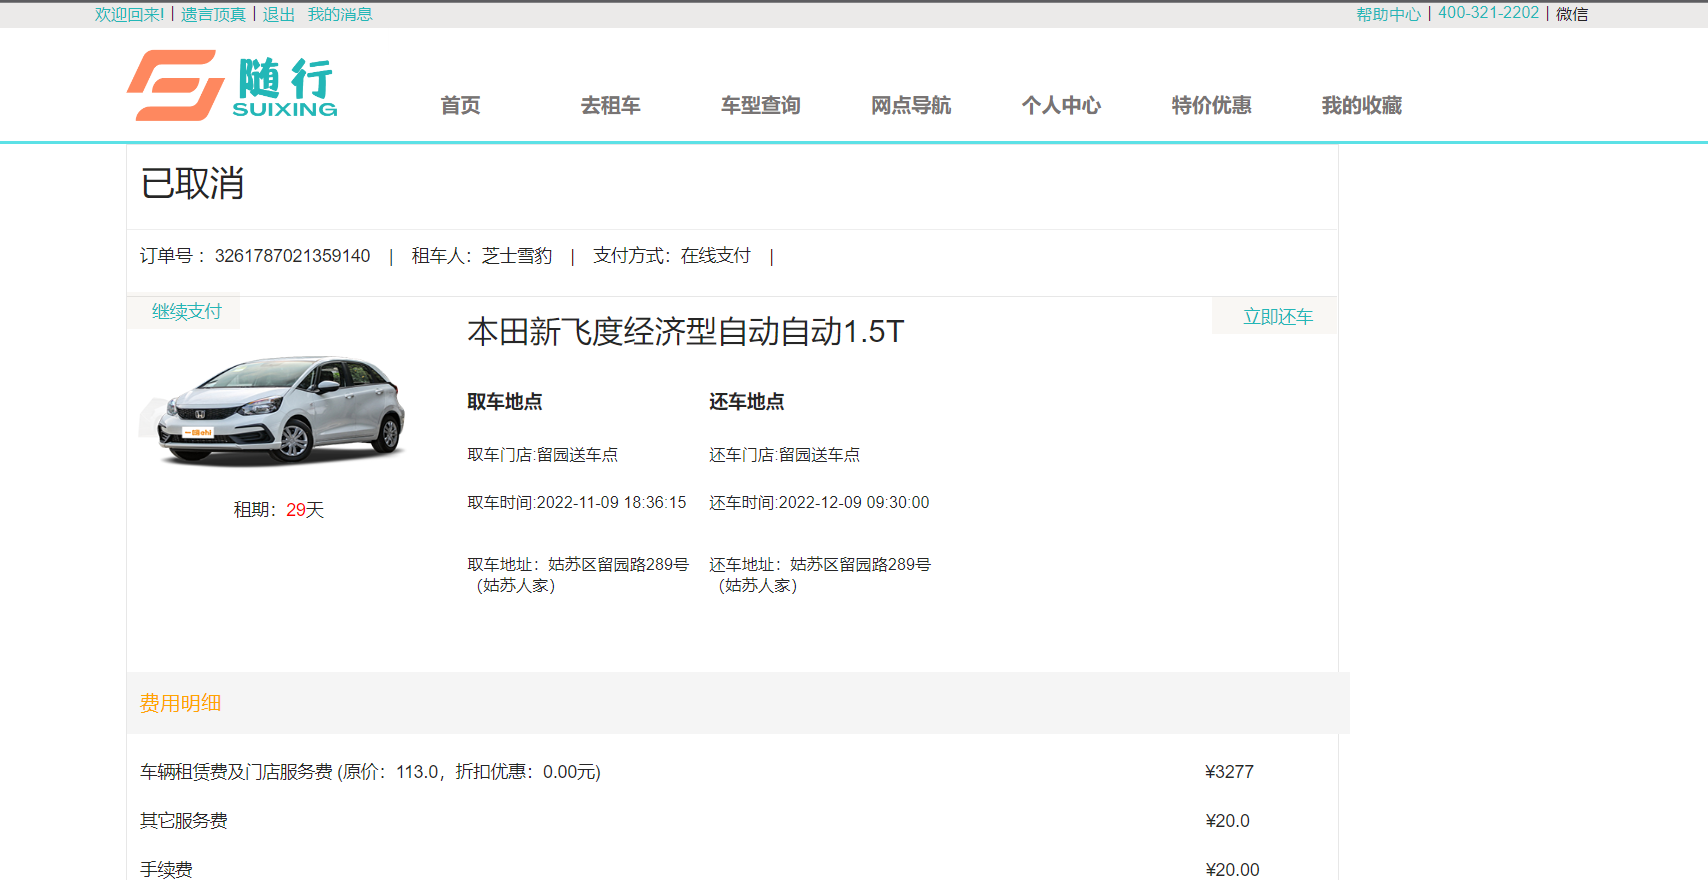 欢迎回来! | 遗言顶真 | 退出 我的消息
帮助中心 | 400-321-2202 | 微信
随行
SUIXING
首页 去租车 车型查询 网点导航 个人中心 特价优惠 我的收藏
已取消
订单号 : 3261787021359140 | 租车人: 芝士雪豹 | 支付方式: 在线支付 |
继续支付
立即还车
本田新飞度经济型自动自动1.5T
取车地点 还车地点
取车门店:留园送车点 还车门店:留园送车点
取车时间:2022-11-09 18:36:15 还车时间:2022-12-09 09:30:00
租期: 29天
取车地址: 姑苏区留园路289号 还车地址: 姑苏区留园路289号
(姑苏人家) (姑苏人家)
费用明细
车辆租赁费及门店服务费 (原价: 113.0, 折扣优惠: 0.00元) ¥3277
其它服务费 ¥20.0
手续费 ¥20.00